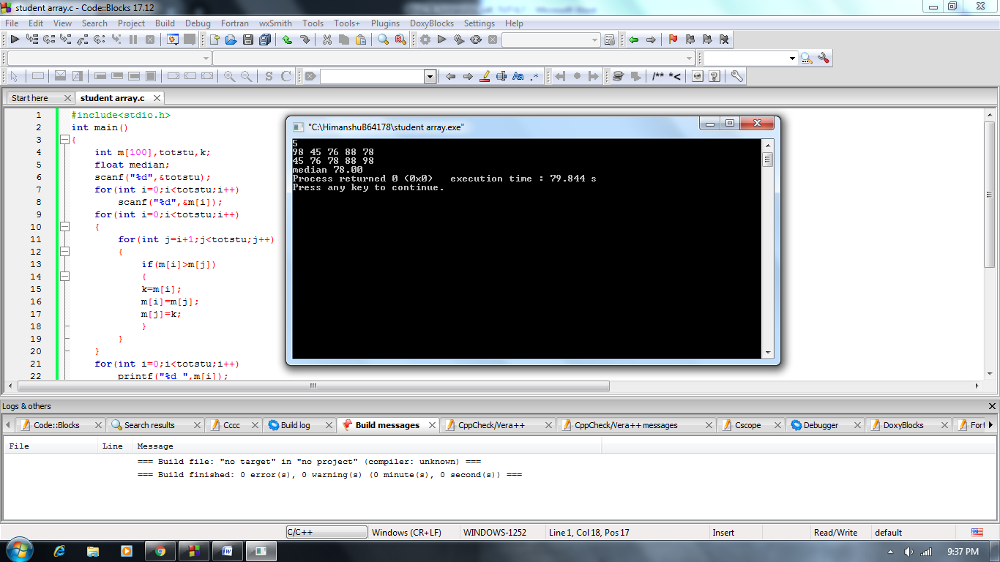 student array.c - Code::Blocks 17.12
File Edit View Search Project Build Debug Fortran wxSmith Tools Tools+ Plugins DoxyBlocks Settings Help
/** *<
Start here
student array.c
1 #include<stdio.h>
2 int main()
3 {
4 int m[100],totstu,k;
5 float median;
6 scanf("%d",&totstu);
7 for(int i=0;i<totstu;i++)
8 scanf("%d",&m[i]);
9 for(int i=0;i<totstu;i++)
10 {
11 for(int j=i+1;j<totstu;j++)
12 {
13 if(m[i]>m[j])
14 {
15 k=m[i];
16 m[i]=m[j];
17 m[j]=k;
18 }
19 }
20 }
21 for(int i=0;i<totstu;i++)
22 printf("%d ",m[i]);
"C:\HimanshuB64178\student array.exe"
5
98 45 76 88 78
45 76 78 88 98
median 78.00
Process returned 0 (0x0)   execution time : 79.844 s
Press any key to continue.
Logs & others
Code::Blocks Search results Cccc Build log Build messages CppCheck/Vera++ CppCheck/Vera++ messages Cscope Debugger DoxyBlocks Fort
File Line Message
=== Build file: "no target" in "no project" (compiler: unknown) ===
=== Build finished: 0 error(s), 0 warning(s) (0 minute(s), 0 second(s)) ===
C/C++ Windows (CR+LF) WINDOWS-1252 Line 1, Col 18, Pos 17 Insert Read/Write default
9:37 PM